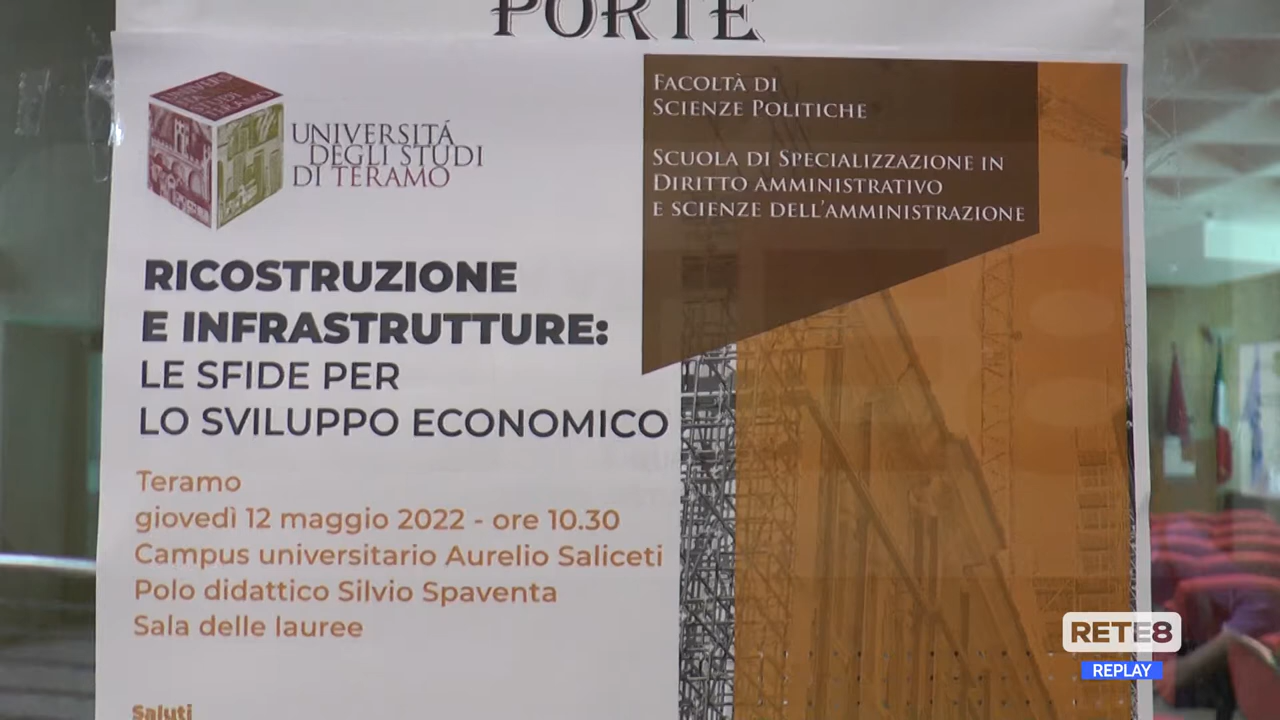 PORTE
UNIVERSITÁ
DEGLI STUDI
DI TERAMO
FACOLTÀ DI
SCIENZE POLITICHE
SCUOLA DI SPECIALIZZAZIONE IN
DIRITTO AMMINISTRATIVO
E SCIENZE DELL'AMMINISTRAZIONE
RICOSTRUZIONE
E INFRASTRUTTURE:
LE SFIDE PER
LO SVILUPPO ECONOMICO
Teramo
giovedì 12 maggio 2022 - ore 10.30
Campus universitario Aurelio Saliceti
Polo didattico Silvio Spaventa
Sala delle lauree
Saluti
RETE8
REPLAY